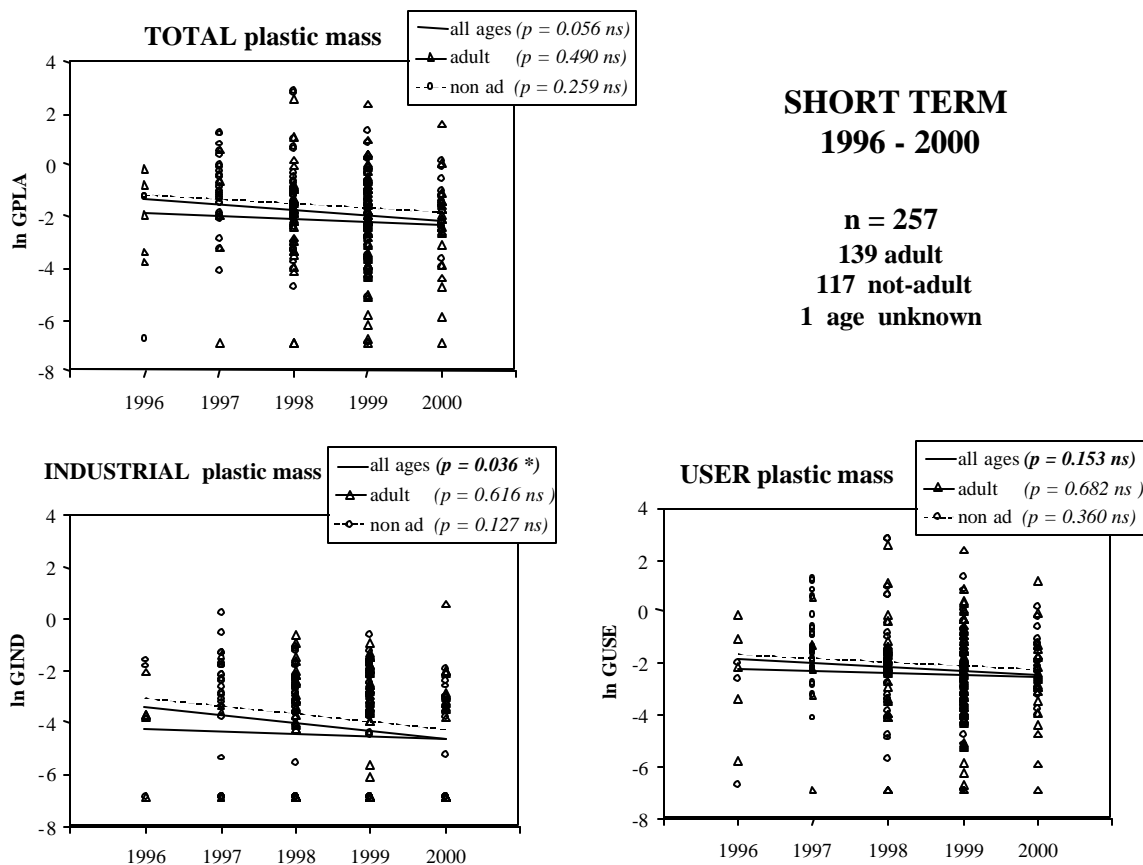 TOTAL plastic mass
all ages (p = 0.056 ns)
adult (p = 0.490 ns)
non ad (p = 0.259 ns)
4
2
0
-2
-4
-6
-8
ln GPLA
1996 1997 1998 1999 2000
SHORT TERM
1996 - 2000
n = 257
139 adult
117 not-adult
1 age unknown
INDUSTRIAL plastic mass
all ages (p = 0.036 *)
adult (p = 0.616 ns )
non ad (p = 0.127 ns)
4
2
0
-2
-4
-6
-8
ln GIND
1996 1997 1998 1999 2000
USER plastic mass
all ages (p = 0.153 ns)
adult (p = 0.682 ns )
non ad (p = 0.360 ns)
4
2
0
-2
-4
-6
-8
ln GUSE
1996 1997 1998 1999 2000